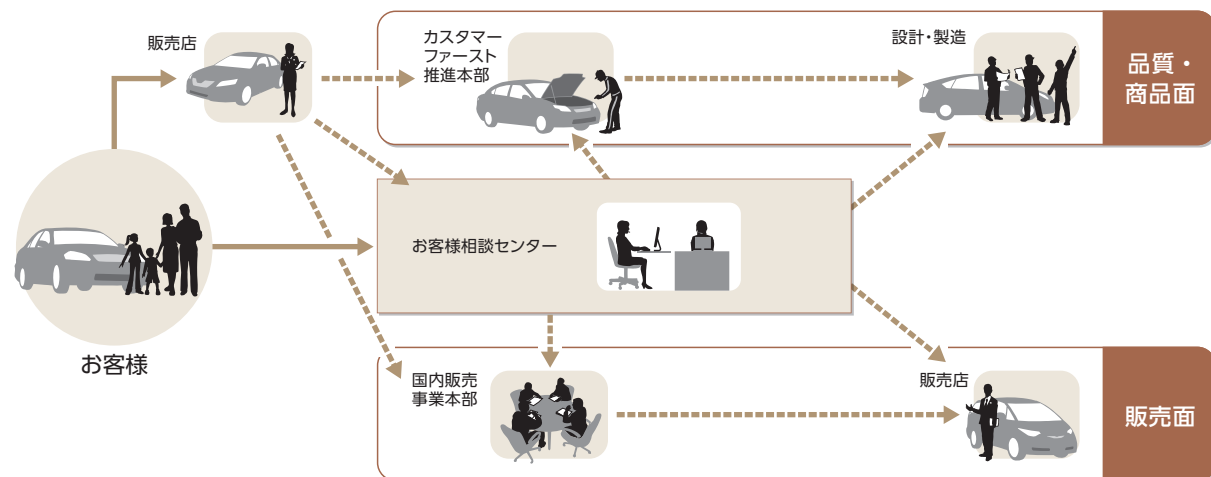 販売店
カスタマー
ファースト
推進本部
設計・製造
品質・
商品面
お客様相談センター
お客様
国内販売
事業本部
販売店
販売面